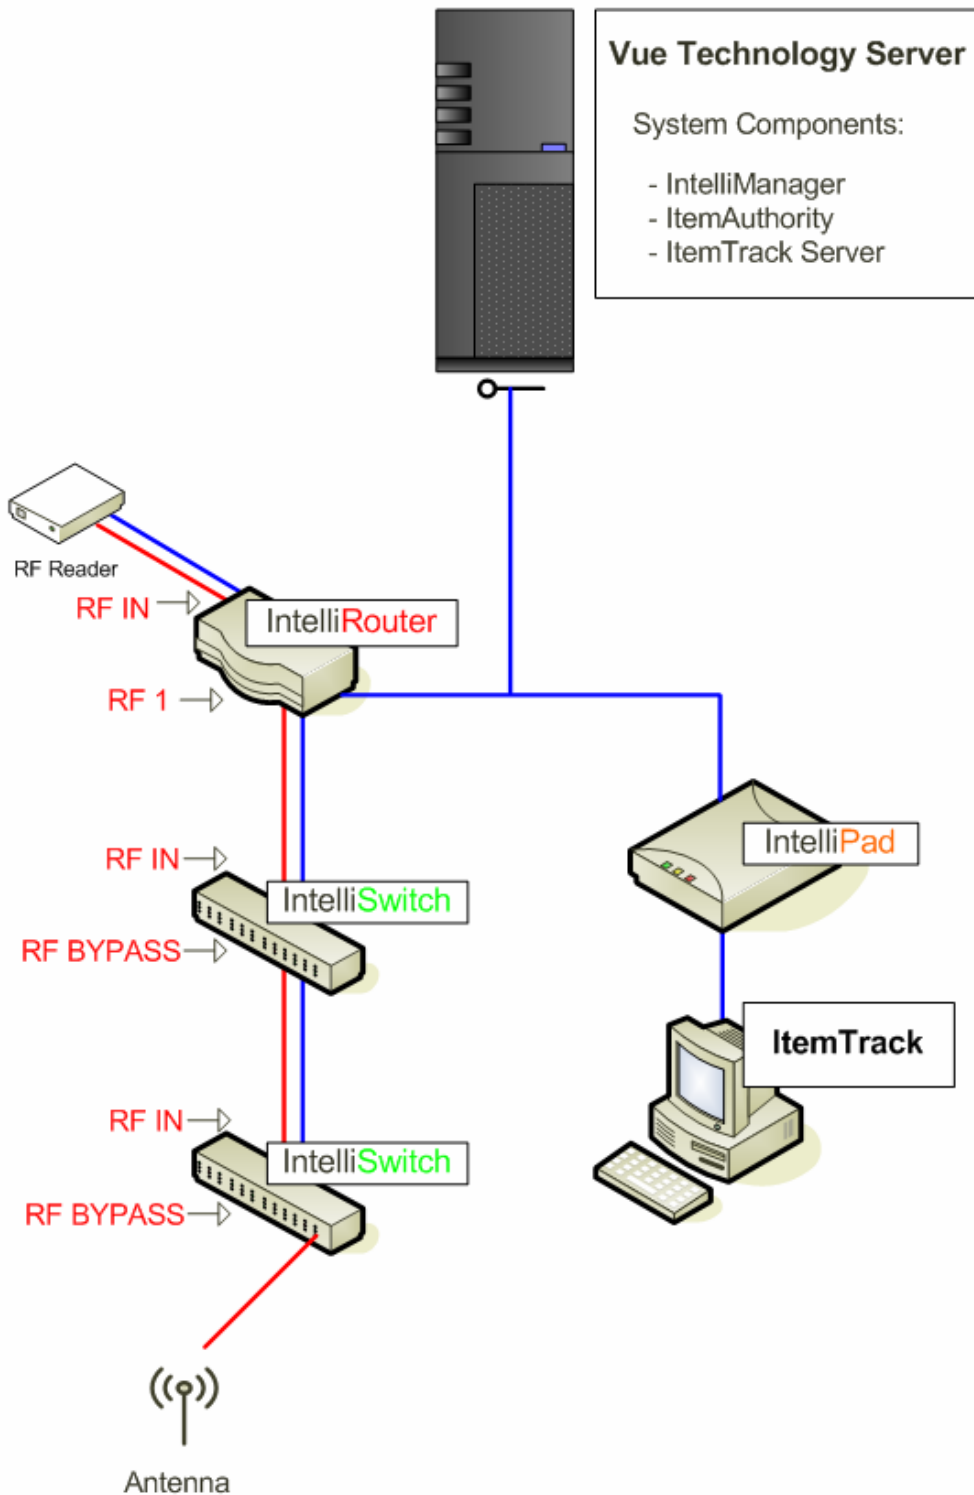 Vue Technology Server
System Components:
- IntelliManager
- ItemAuthority
- ItemTrack Server
RF Reader
RF IN
IntelliRouter
RF 1
RF IN
IntelliPad
IntelliSwitch
RF BYPASS
ItemTrack
RF IN
IntelliSwitch
RF BYPASS
Antenna